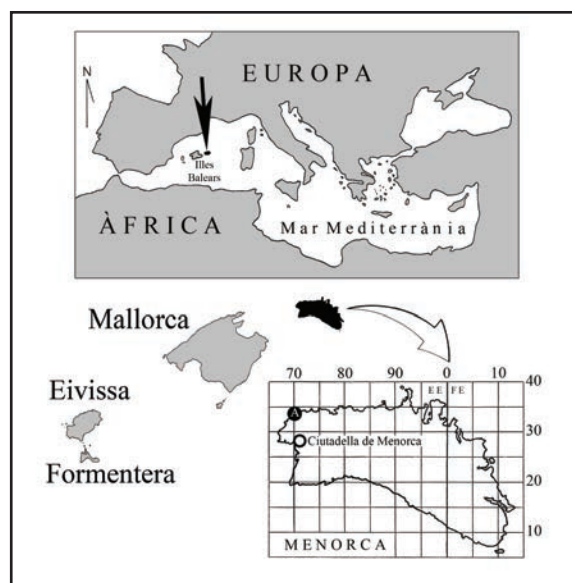 EUROPA
N
Illes
Balears
ÀFRICA
Mar Mediterrània
Mallorca
Eivissa
Formentera
70 80 90 0 10
EE FE
40
A
30
Ciutadella de Menorca
20
10
MENORCA